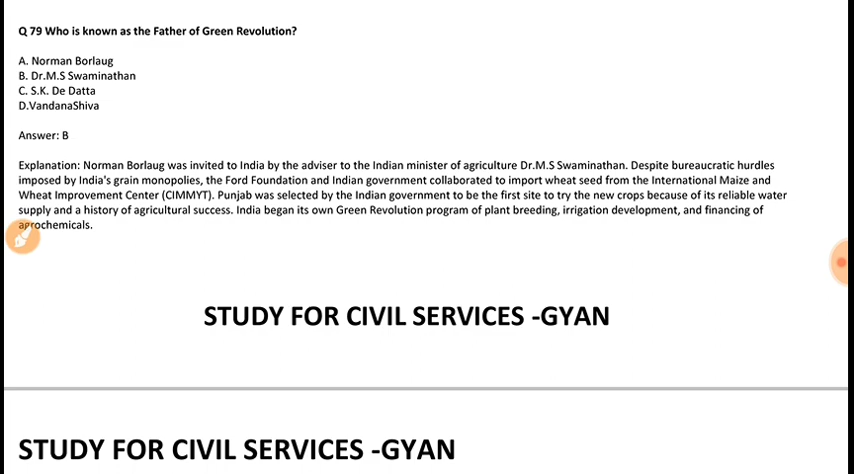 Q 79 Who is known as the Father of Green Revolution?
A. Norman Borlaug
B. Dr.M.S Swaminathan
C. S.K. De Datta
D.VandanaShiva
Answer: B
Explanation: Norman Borlaug was invited to India by the adviser to the Indian minister of agriculture Dr.M.S Swaminathan. Despite bureaucratic hurdles
imposed by India's grain monopolies, the Ford Foundation and Indian government collaborated to import wheat seed from the International Maize and
Wheat Improvement Center (CIMMYT). Punjab was selected by the Indian government to be the first site to try the new crops because of its reliable water
supply and a history of agricultural success. India began its own Green Revolution program of plant breeding, irrigation development, and financing of
agrochemicals.
STUDY FOR CIVIL SERVICES -GYAN
STUDY FOR CIVIL SERVICES -GYAN